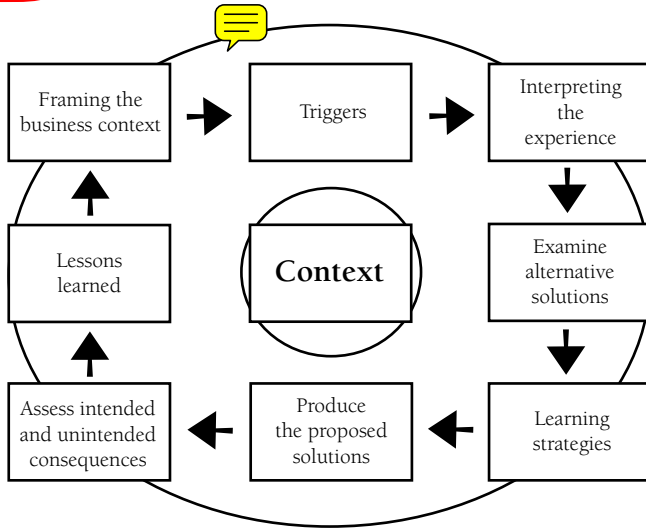 Framing the
business context
Triggers
Interpreting
the
experience
Lessons
learned
Context
Examine
alternative
solutions
Assess intended
and unintended
consequences
Produce
the proposed
solutions
Learning
strategies